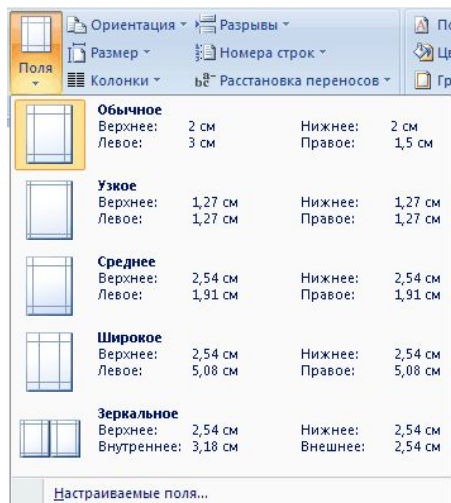 Ориентация Разрывы По
Размер Номера строк Цв
Поля
Колонки Расстановка переносов Гр
Обычное
Верхнее: 2 см Нижнее: 2 см
Левое: 3 см Правое: 1,5 см
Узкое
Верхнее: 1,27 см Нижнее: 1,27 см
Левое: 1,27 см Правое: 1,27 см
Среднее
Верхнее: 2,54 см Нижнее: 2,54 см
Левое: 1,91 см Правое: 1,91 см
Широкое
Верхнее: 2,54 см Нижнее: 2,54 см
Левое: 5,08 см Правое: 5,08 см
Зеркальное
Верхнее: 2,54 см Нижнее: 2,54 см
Внутреннее: 3,18 см Внешнее: 2,54 см
Настраиваемые поля...